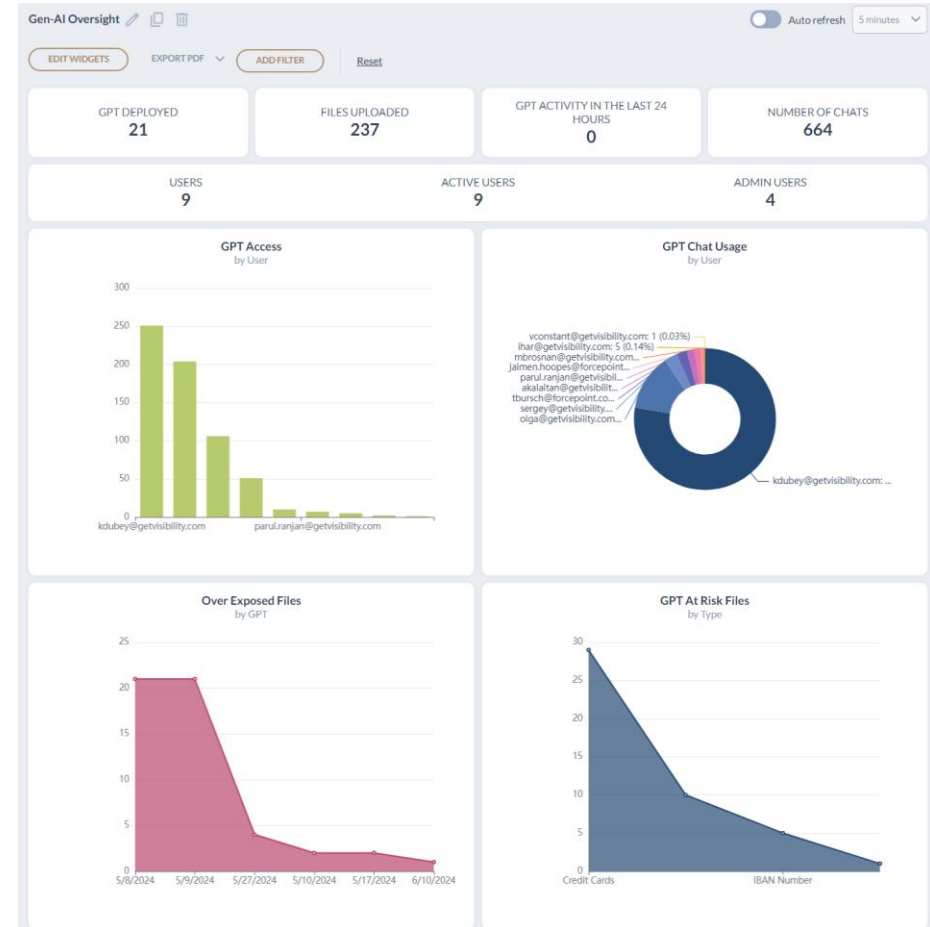 Gen-AI Oversight
Auto refresh
5 minutes
EDIT WIDGETS
EXPORT PDF
ADD FILTER
Reset
GPT DEPLOYED
21
FILES UPLOADED
237
GPT ACTIVITY IN THE LAST 24
HOURS
0
NUMBER OF CHATS
664
USERS
9
ACTIVE USERS
9
ADMIN USERS
4
GPT Access
by User
300
250
200
150
100
50
0
kdubey@getvisibility.com
parul.ranjan@getvisibility.com
GPT Chat Usage
by User
vconstant@getvisibility.com: 1 (0.03%)
ihar@getvisibility.com: 5 (0.14%)
mbrosnan@getvisibility.com...
jaimen.hoopes@forcepoint...
parul.ranjan@getvisibil...
akalaitan@getvisibilit...
tbursch@forcepoint.co...
sergey@getvisibility....
olga@getvisibility.com...
kdubey@getvisibility.com: ...
Over Exposed Files
by GPT
25
20
15
10
5
0
5/8/2024
5/9/2024
5/27/2024
5/10/2024
5/17/2024
6/10/2024
GPT At Risk Files
by Type
30
25
20
15
10
5
0
Credit Cards
IBAN Number